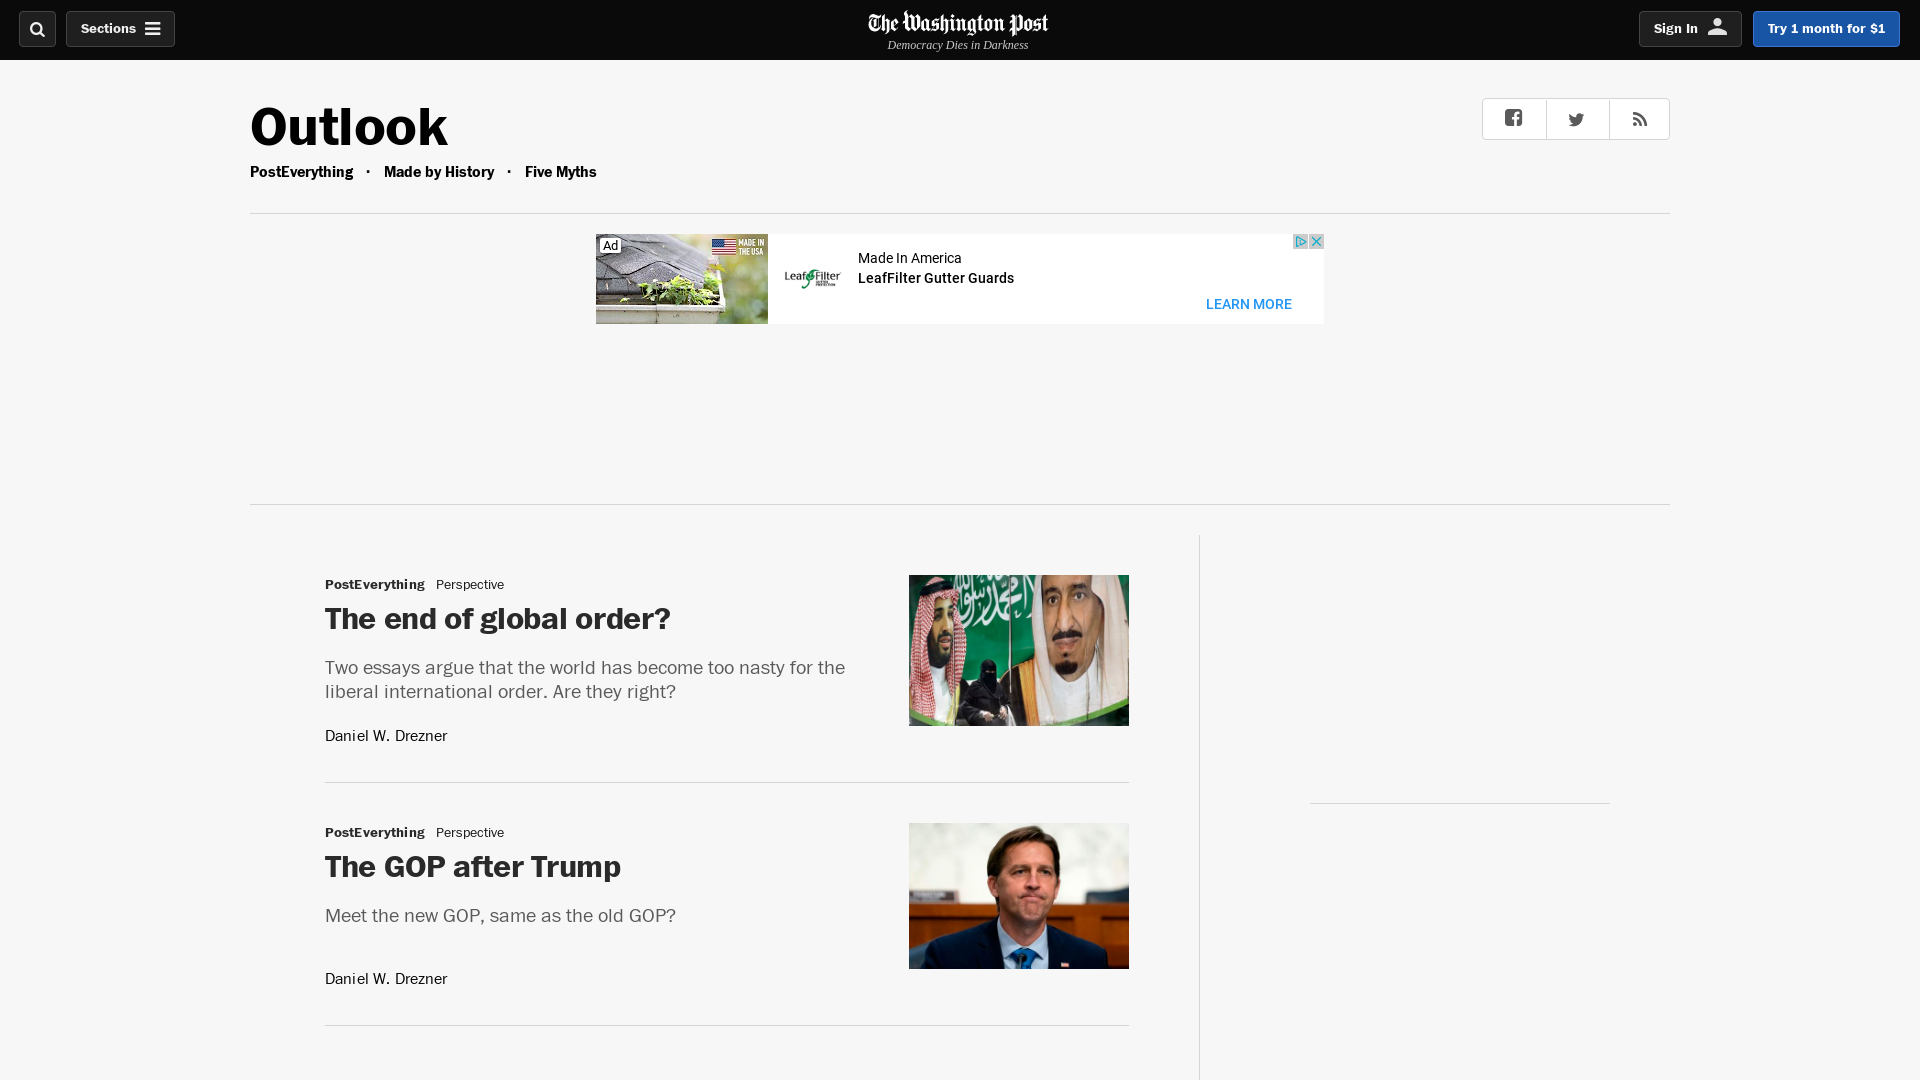 Sections
The Washington Post
Democracy Dies in Darkness
Sign In
Try 1 month for $1
Outlook
PostEverything · Made by History · Five Myths
Ad
MADE IN
THE USA
LeafFilter
Made In America
LeafFilter Gutter Guards
LEARN MORE
PostEverything Perspective
The end of global order?
Two essays argue that the world has become too nasty for the
liberal international order. Are they right?
Daniel W. Drezner
PostEverything Perspective
The GOP after Trump
Meet the new GOP, same as the old GOP?
Daniel W. Drezner